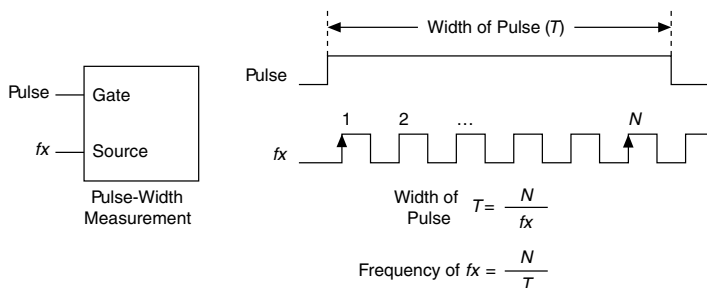 Width of Pulse (T)
Pulse
Pulse
Gate
1 2 … N
fx
Source
fx
Pulse-Width
Measurement
Width of
Pulse
T = N
fx
Frequency of fx = N
T